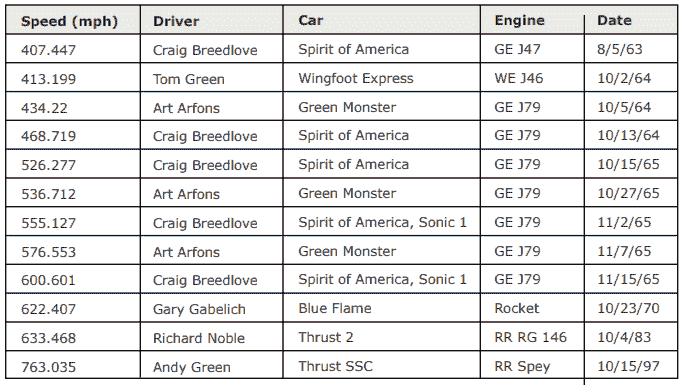 Speed (mph) Driver Car Engine Date
407.447 Craig Breedlove Spirit of America GE J47 8/5/63
413.199 Tom Green Wingfoot Express WE J46 10/2/64
434.22 Art Arfons Green Monster GE J79 10/5/64
468.719 Craig Breedlove Spirit of America GE J79 10/13/64
526.277 Craig Breedlove Spirit of America GE J79 10/15/65
536.712 Art Arfons Green Monster GE J79 10/27/65
555.127 Craig Breedlove Spirit of America, Sonic 1 GE J79 11/2/65
576.553 Art Arfons Green Monster GE J79 11/7/65
600.601 Craig Breedlove Spirit of America, Sonic 1 GE J79 11/15/65
622.407 Gary Gabelich Blue Flame Rocket 10/23/70
633.468 Richard Noble Thrust 2 RR RG 146 10/4/83
763.035 Andy Green Thrust SSC RR Spey 10/15/97